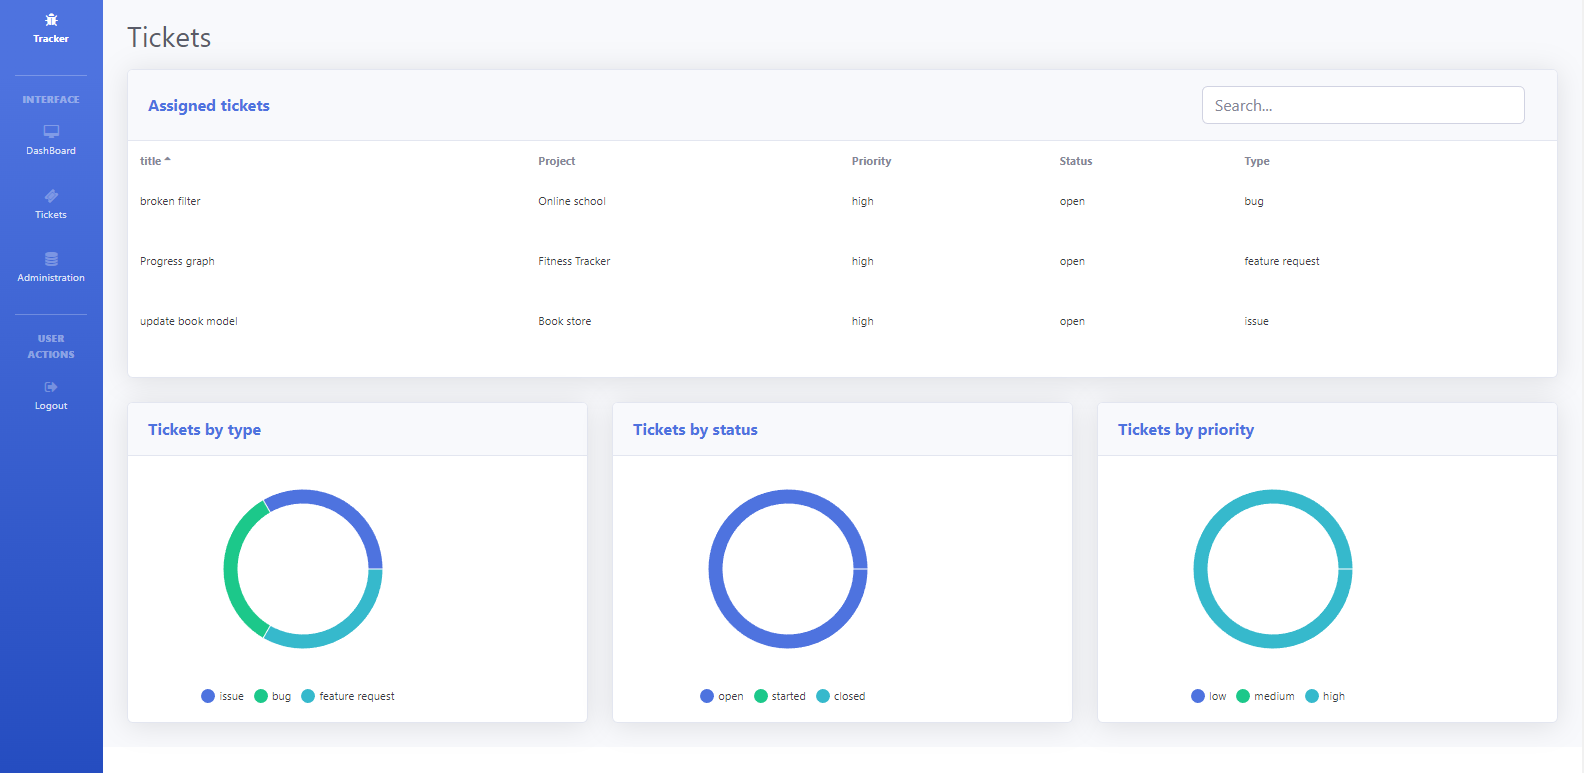 Tracker
INTERFACE
DashBoard
Tickets
Administration
USER
ACTIONS
Logout
Tickets
Assigned tickets
Search...
title Project Priority Status Type
broken filter Online school high open bug
Progress graph Fitness Tracker high open feature request
update book model Book store high open issue
Tickets by type
issue bug feature request
Tickets by status
open started closed
Tickets by priority
low medium high